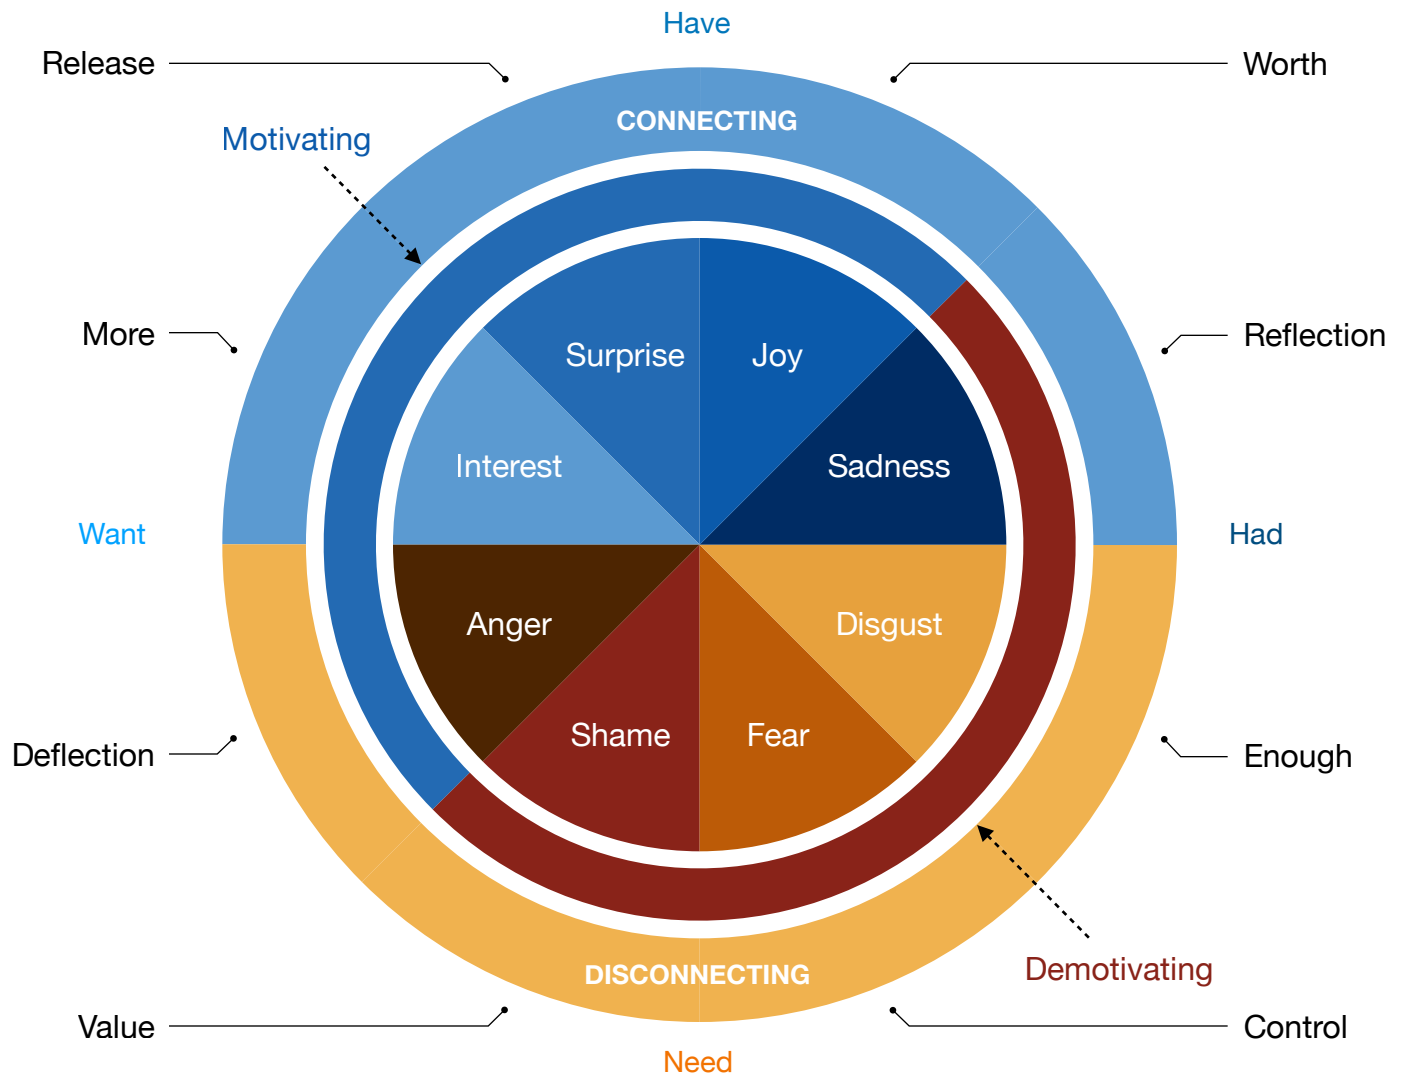 Have
Release
Worth
CONNECTING
Motivating
More
Reflection
Surprise
Joy
Interest
Sadness
Want
Had
Anger
Disgust
Shame
Fear
Deflection
Enough
DISCONNECTING
Demotivating
Value
Control
Need